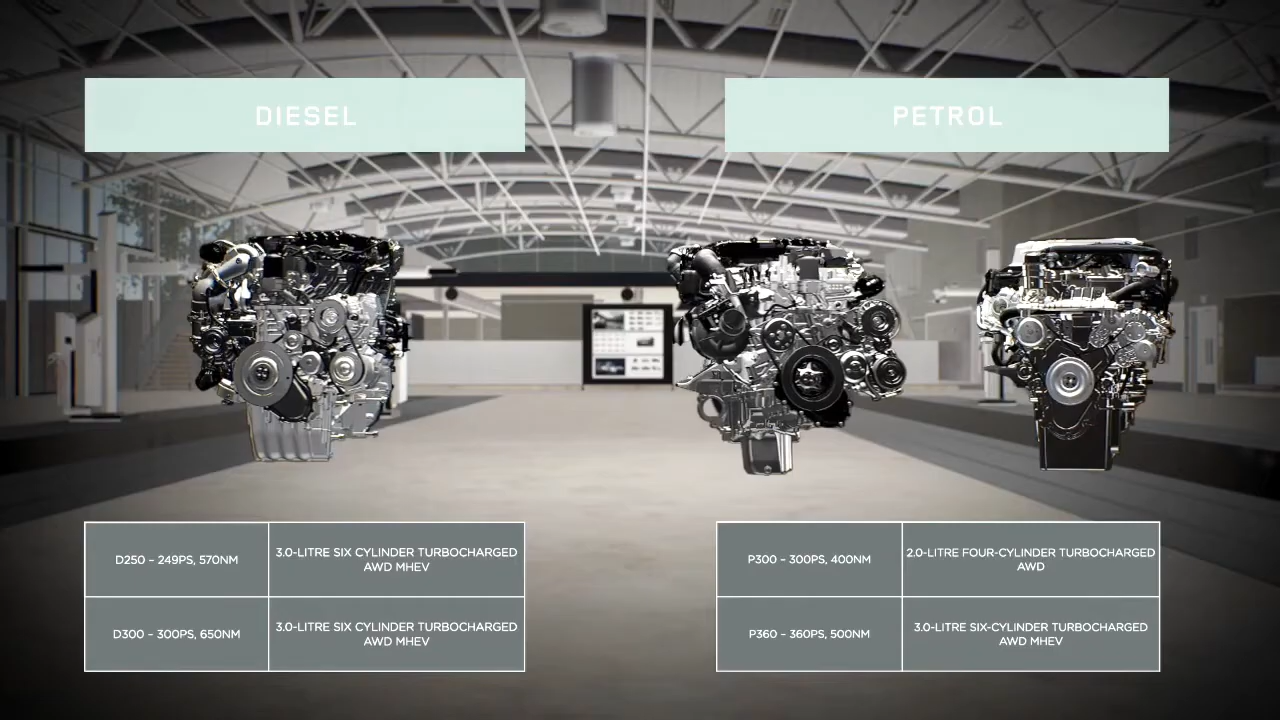 DIESEL
PETROL
D250 – 249PS, 570NM
3.0-LITRE SIX CYLINDER TURBOCHARGED
AWD MHEV
D300 – 300PS, 650NM
3.0-LITRE SIX CYLINDER TURBOCHARGED
AWD MHEV
P300 – 300PS, 400NM
2.0-LITRE FOUR-CYLINDER TURBOCHARGED
AWD
P360 – 360PS, 500NM
3.0-LITRE SIX-CYLINDER TURBOCHARGED
AWD MHEV